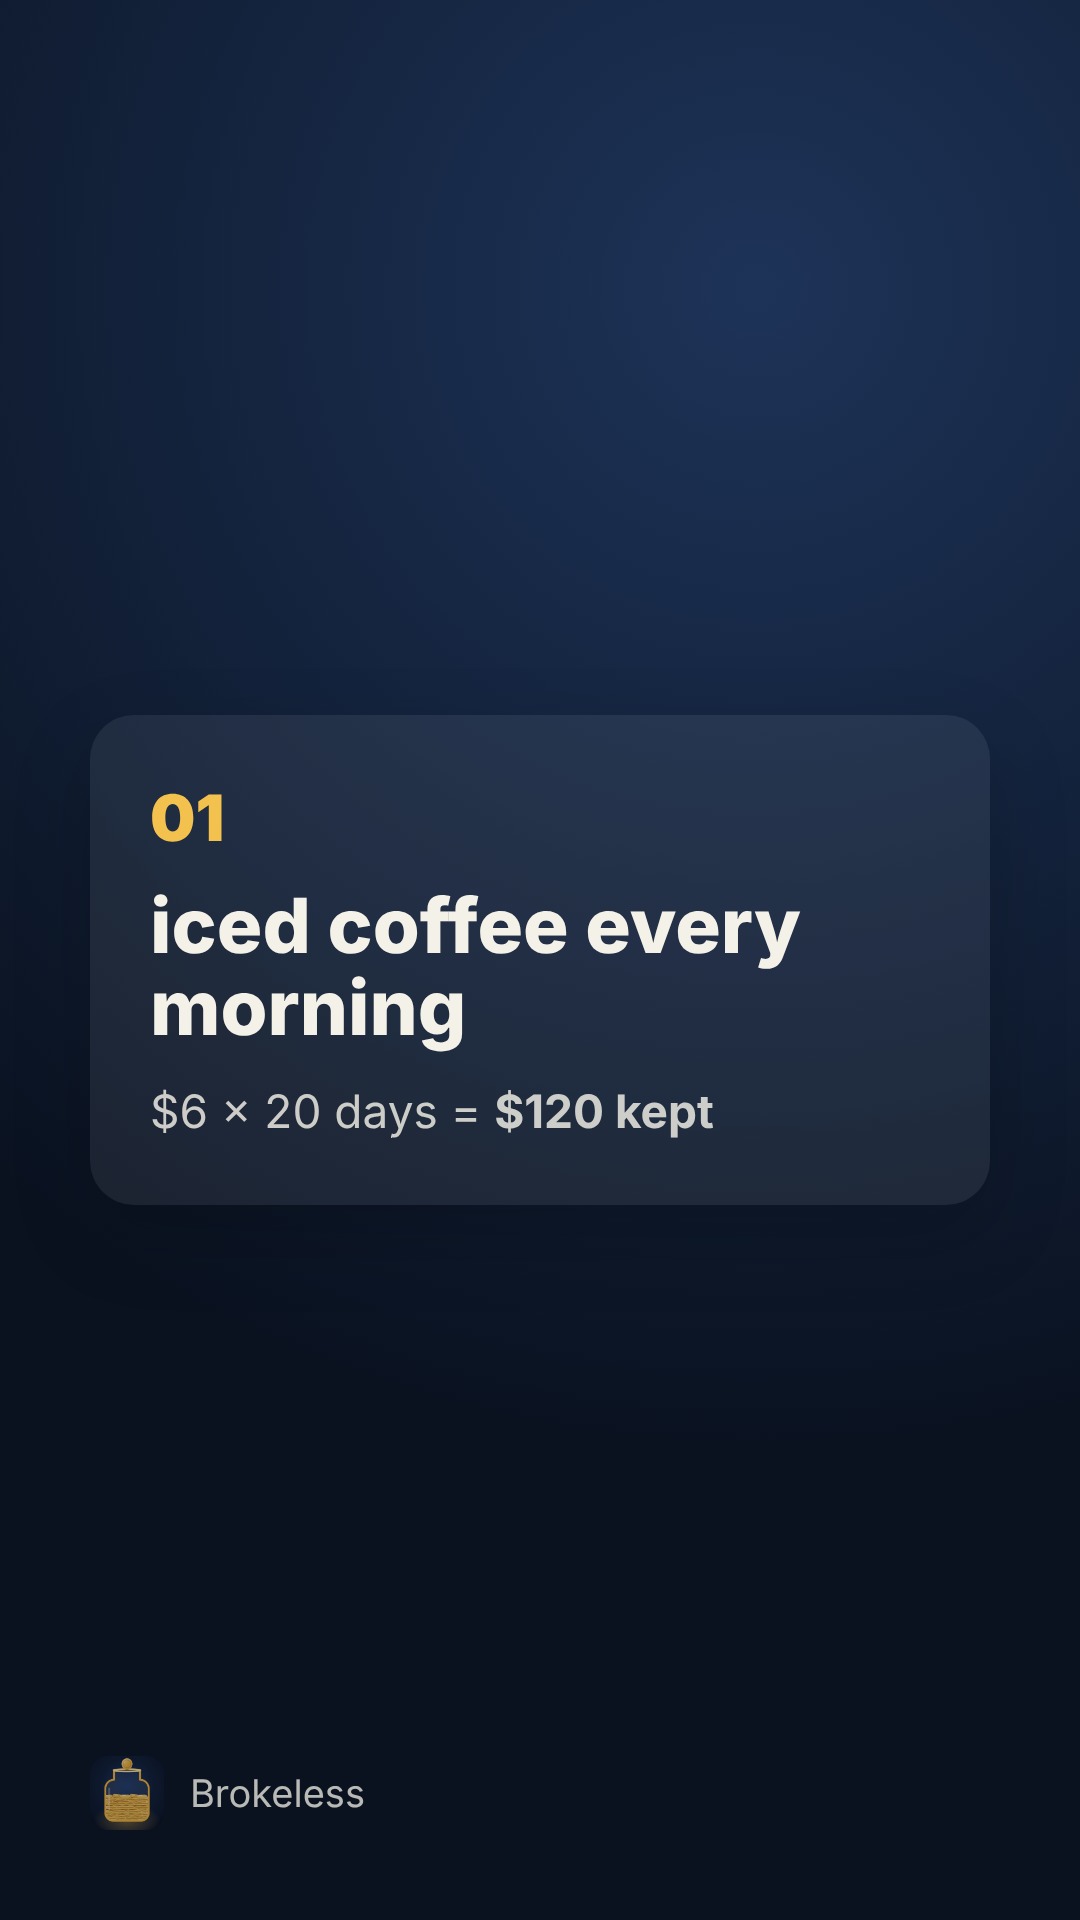 01
iced coffee every
morning
$6 × 20 days = $120 kept
Brokeless